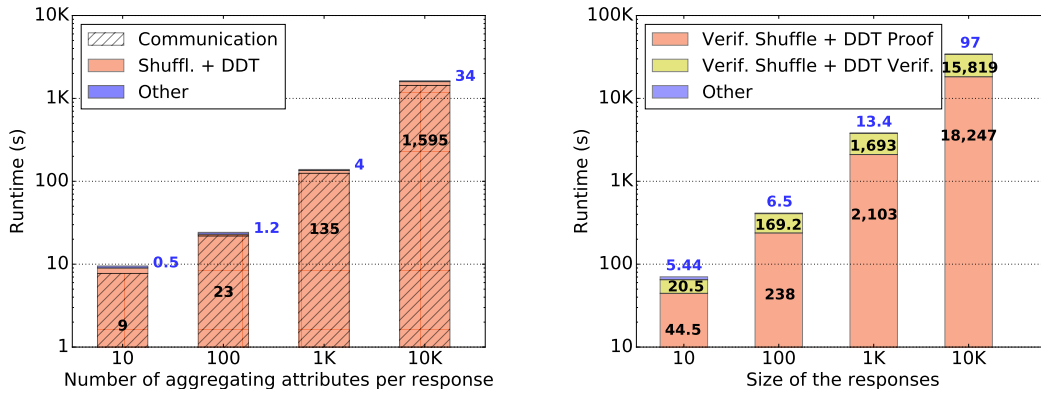 10K
1K
100
10
1
Runtime (s)
Communication
Shuffl. + DDT
Other
9
0.5
23
1.2
135
4
1,595
34
10
100
1K
10K
Number of aggregating attributes per response
100K
10K
1K
100
10
Runtime (s)
Verif. Shuffle + DDT Proof
Verif. Shuffle + DDT Verif.
Other
5.44
20.5
44.5
6.5
169.2
238
13.4
1,693
2,103
97
15,819
18,247
10
100
1K
10K
Size of the responses